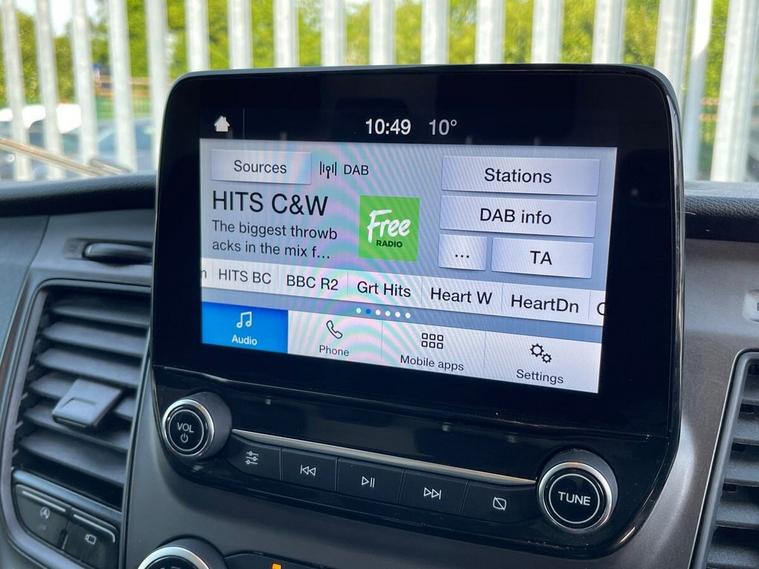 10:49 10°
Sources DAB Stations
HITS C&W
The biggest throwb
acks in the mix f...
Free
RADIO
DAB info
... TA
HITS BC BBC R2 Grt Hits Heart W HeartDn
Audio Phone Mobile apps Settings
VOL
TUNE